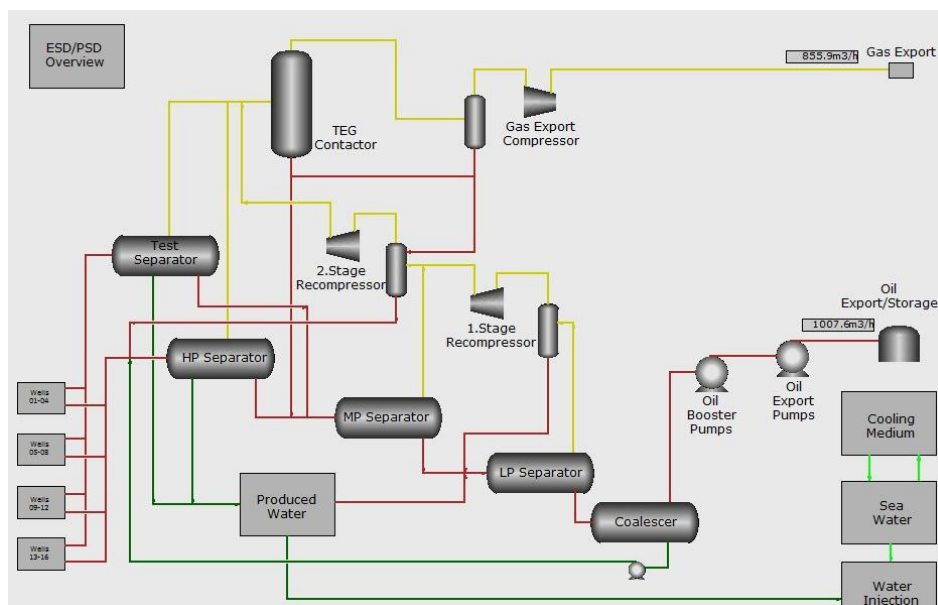 ESD/PSD
Overview
855.9m3/h
Gas Export
TEG
Contactor
Gas Export
Compressor
Test
Separator
2.Stage
Recompressor
1.Stage
Recompressor
Oil
Export/Storage
1007.6m3/h
HP Separator
Wells
01-04
MP Separator
Oil
Booster
Pumps
Oil
Export
Pumps
Cooling
Medium
Wells
05-08
LP Separator
Wells
09-12
Produced
Water
Coalescer
Sea
Water
Wells
13-16
Water
Injection